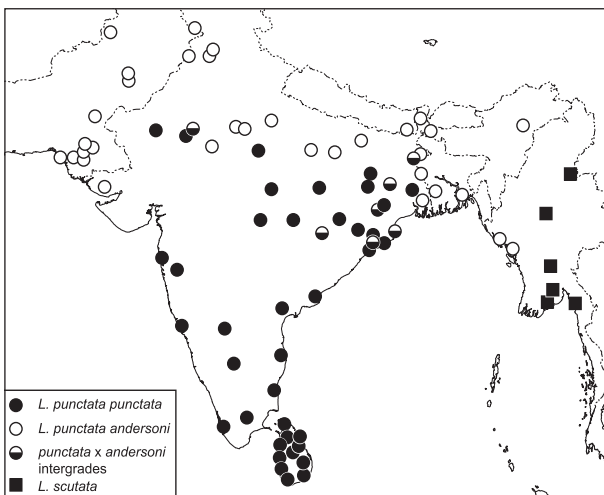 L. punctata punctata
L. punctata andersoni
punctata x andersoni
intergrades
L. scutata